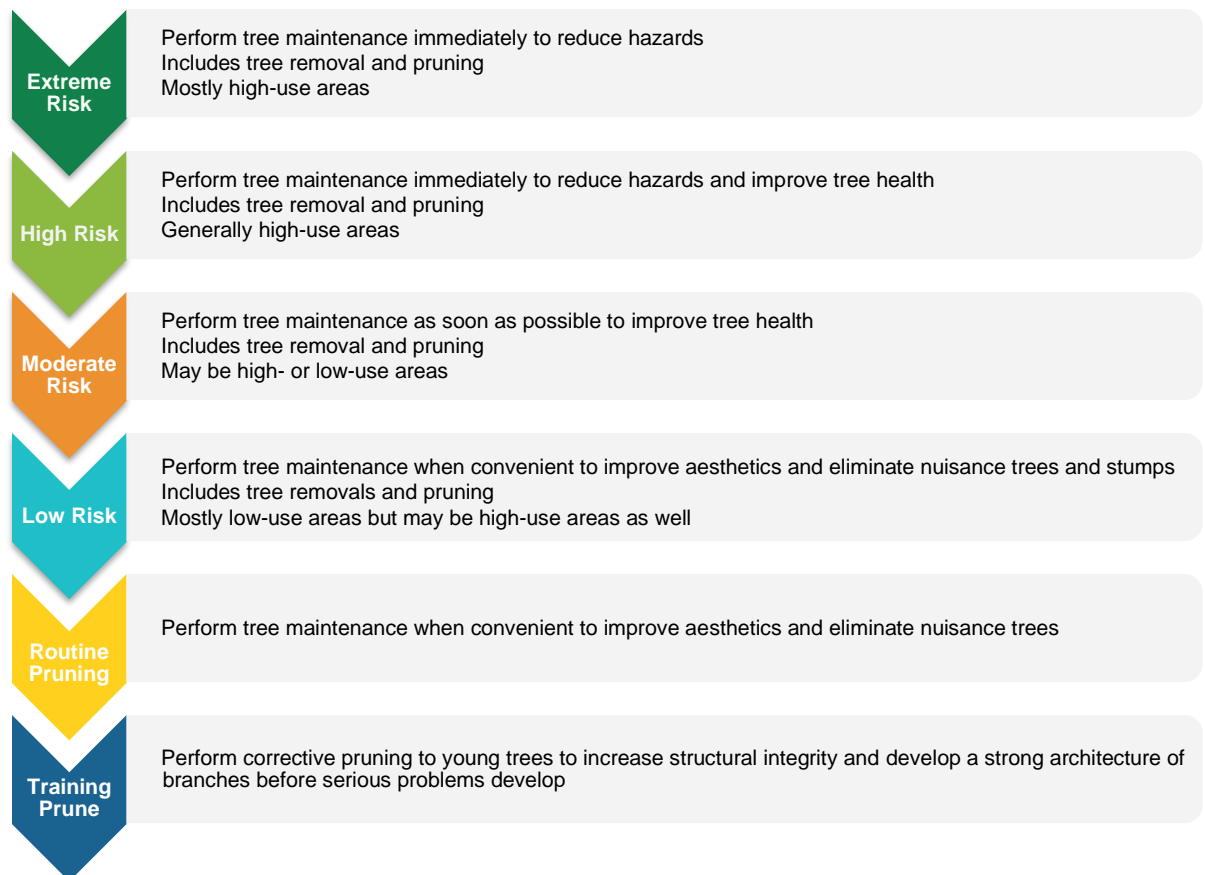 Extreme
Risk
Perform tree maintenance immediately to reduce hazards
Includes tree removal and pruning
Mostly high-use areas
High Risk
Perform tree maintenance immediately to reduce hazards and improve tree health
Includes tree removal and pruning
Generally high-use areas
Moderate
Risk
Perform tree maintenance as soon as possible to improve tree health
Includes tree removal and pruning
May be high- or low-use areas
Low Risk
Perform tree maintenance when convenient to improve aesthetics and eliminate nuisance trees and stumps
Includes tree removals and pruning
Mostly low-use areas but may be high-use areas as well
Routine
Pruning
Perform tree maintenance when convenient to improve aesthetics and eliminate nuisance trees
Training
Prune
Perform corrective pruning to young trees to increase structural integrity and develop a strong architecture of
branches before serious problems develop